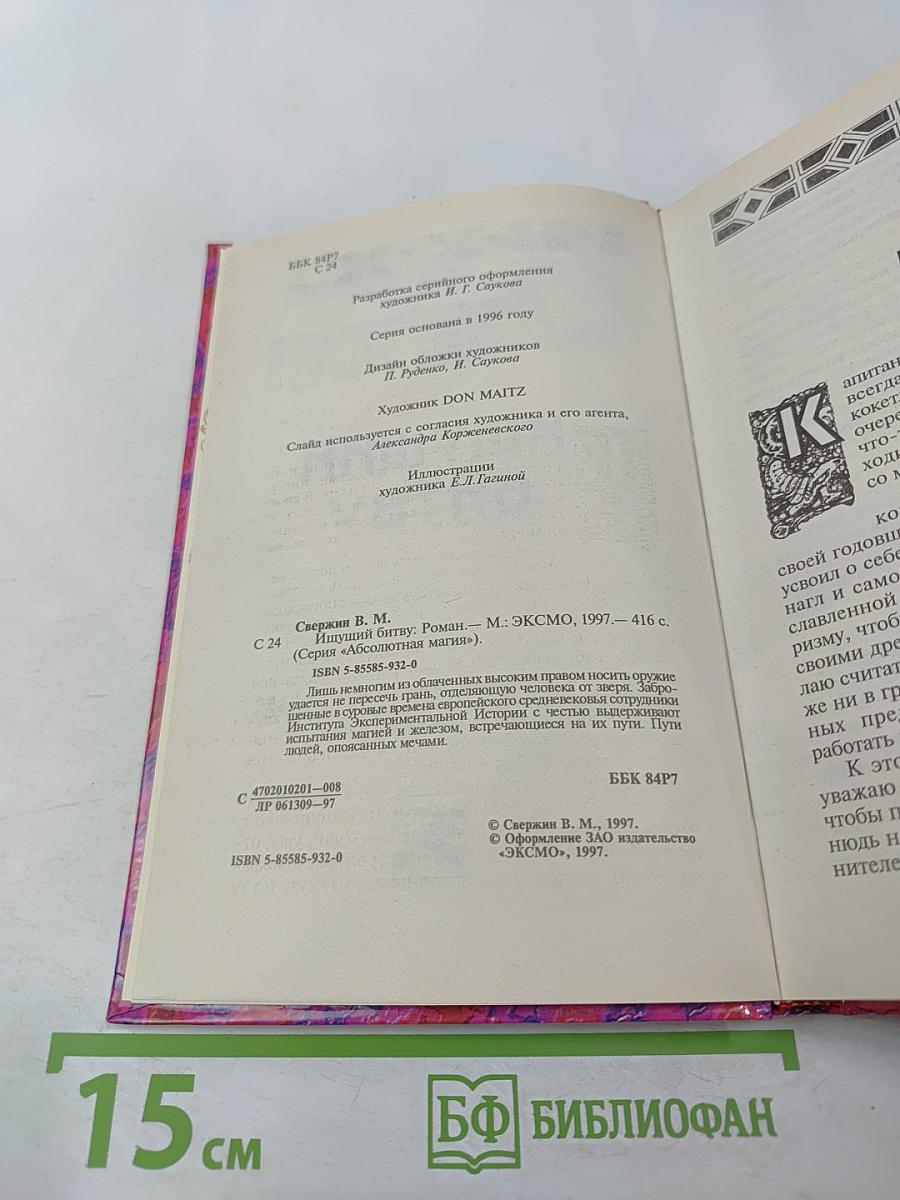 ББК 84Р7
С 24
Разработка серийного оформления
художника И. Г. Саукова
Серия основана в 1996 году
Дизайн обложки художников
П. Руденко, И. Саукова
Художник DON MAITZ
Слайд используется с согласия художника и его агента,
Александра Корженевского
Иллюстрации
художника Е.Л.Гагиной
Свержин В. М.
С 24 Ищущий битву: Роман.— М.: ЭКСМО, 1997.— 416 с.
(Серия «Абсолютная магия»).
ISBN 5-85585-932-0
Лишь немногим из облаченных высоким правом носить оружие
удается не пересечь грань, отделяющую человека от зверя. Забро-
шенные в суровые времена европейского средневековья сотрудники
Института Экспериментальной Истории с честью выдерживают
испытания магией и железом, встречающиеся на их пути. Пути
людей, опоясанных мечами.
С 4702010201—008
ЛР 061309—97
ББК 84Р7
© Свержин В. М., 1997.
© Оформление ЗАО издательство
«ЭКСМО», 1997.
ISBN 5-85585-932-0
К
апитан
всегда
кокет
очере
что-
ходи
со м
ко
своей годовщ
усвоил о себе
нагл и само
славленной
ризму, чтоб
своими дре
лаю считат
же ни в гр
ных пред
работать
К это
уважаю
чтобы п
нюдь н
ните­ле
15 см
БФ БИБЛИОФАН